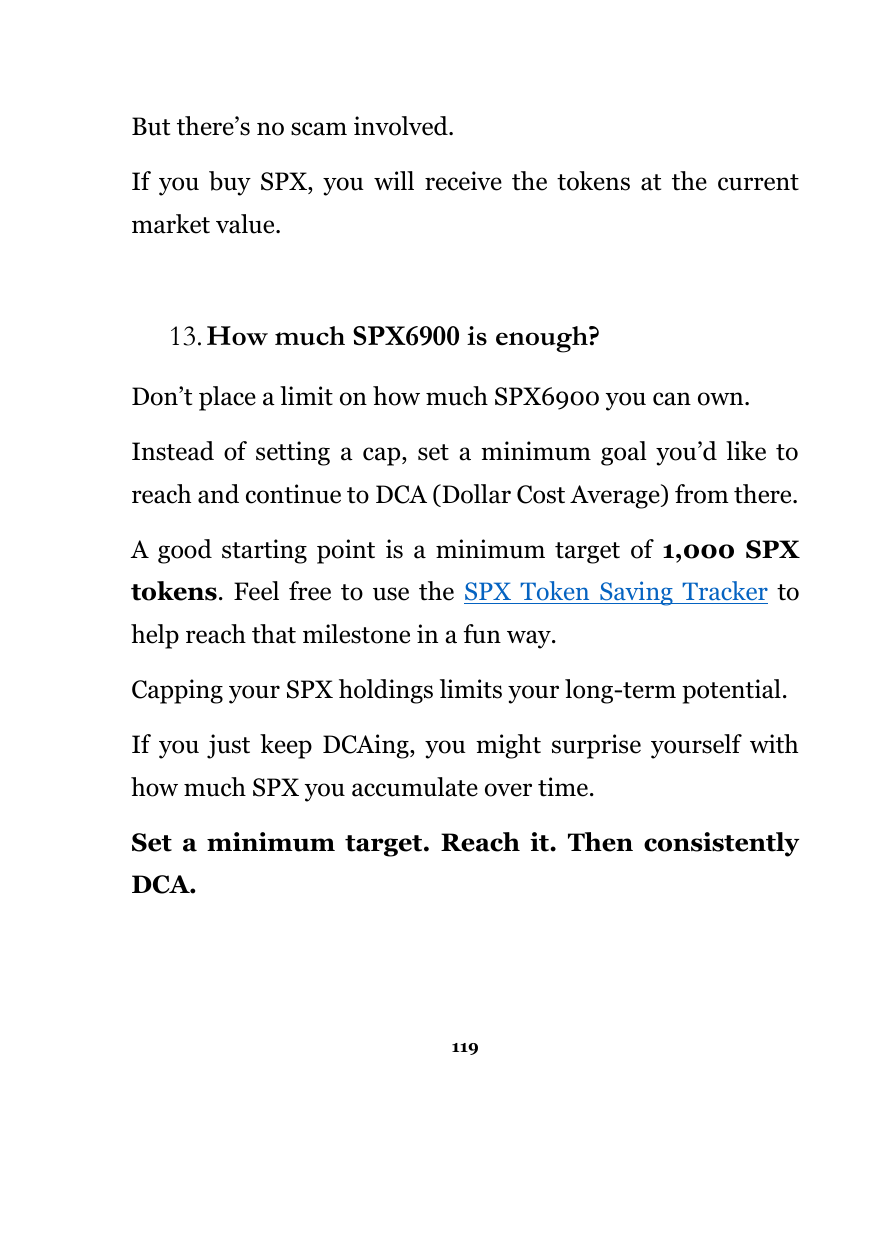 But there’s no scam involved.
If you buy SPX, you will receive the tokens at the current
market value.
13. How much SPX6900 is enough?
Don’t place a limit on how much SPX6900 you can own.
Instead of setting a cap, set a minimum goal you’d like to
reach and continue to DCA (Dollar Cost Average) from there.
A good starting point is a minimum target of 1,000 SPX
tokens. Feel free to use the SPX Token Saving Tracker to
help reach that milestone in a fun way.
Capping your SPX holdings limits your long-term potential.
If you just keep DCAing, you might surprise yourself with
how much SPX you accumulate over time.
Set a minimum target. Reach it. Then consistently
DCA.
119